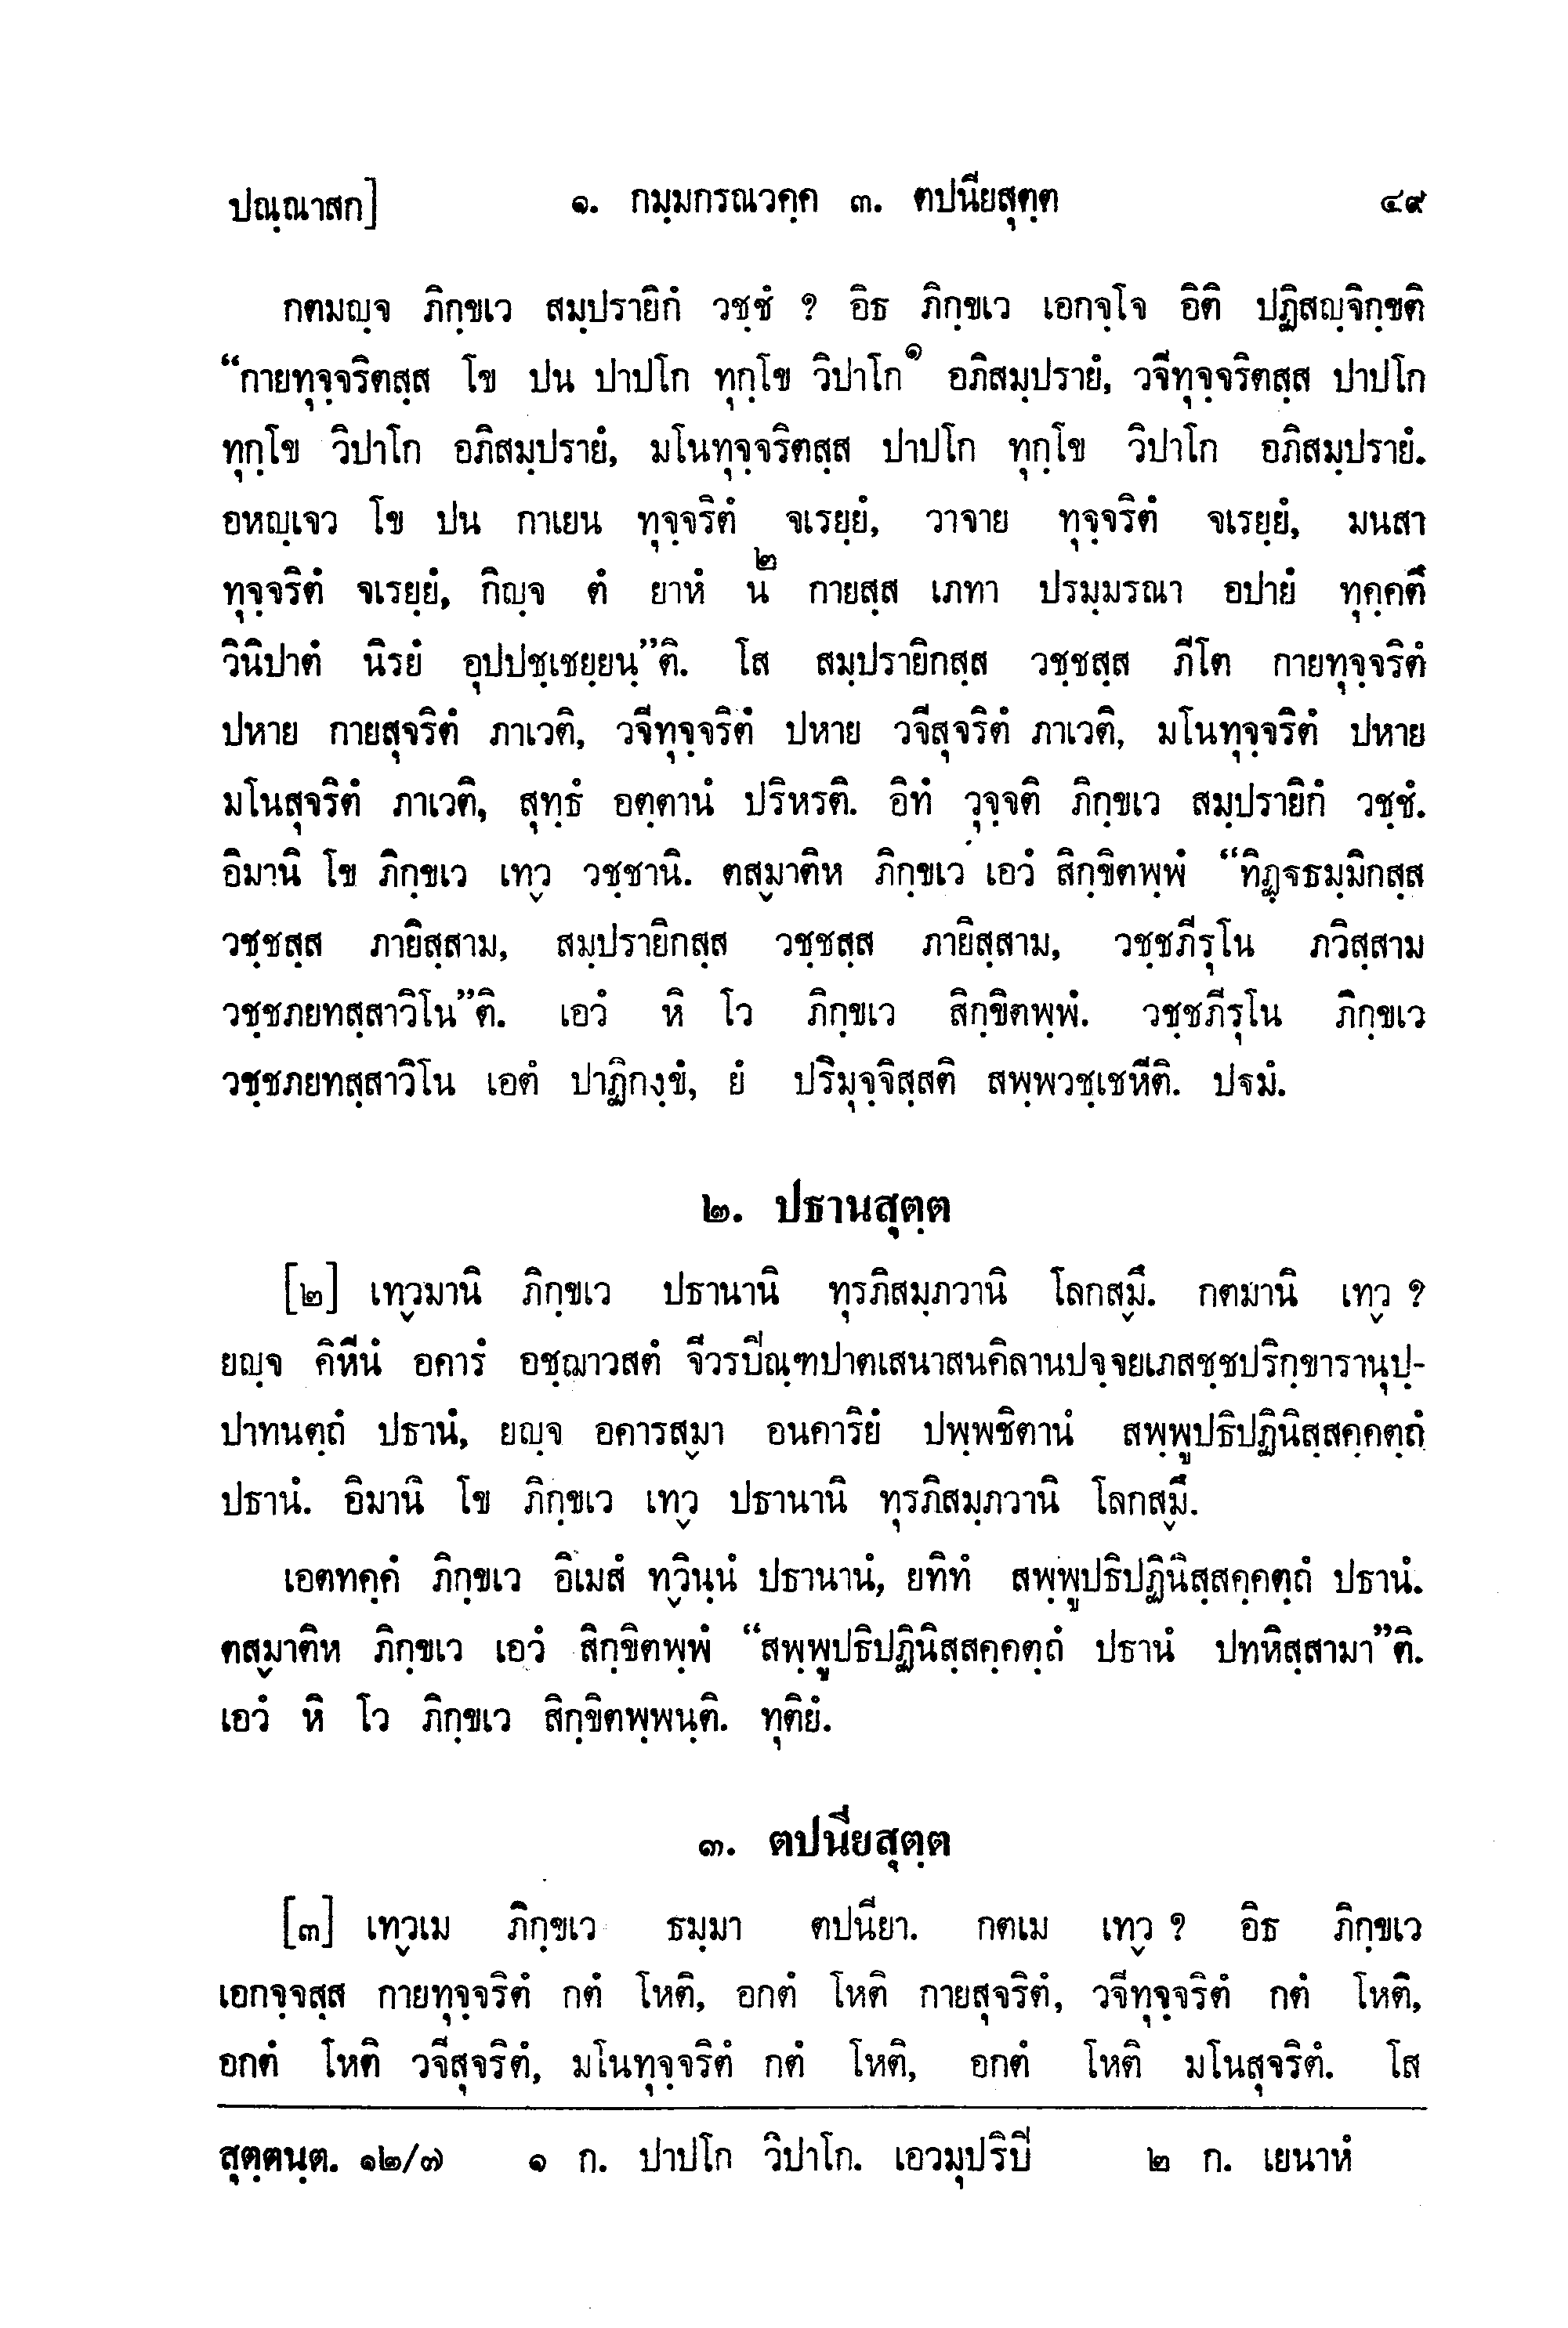 ปณฺณาสก] ๑. กมฺมกรณวคฺค ๓. ตปนียสุตฺต ๔๙
กตมญฺจ ภิกฺขเว สมฺปรายิกํ วชฺชํ ? อิธ ภิกฺขเว เอกจฺโจ อิติ ปฏิสญฺจิกฺขติ
“กายทุจฺจริตสฺส โข ปน ปาปโก ทุกฺโข วิปาโก๑ อภิสมฺปรายํ, วจีทุจฺจริตสฺส ปาปโก
ทุกฺโข วิปาโก อภิสมฺปรายํ, มโนทุจฺจริตสฺส ปาปโก ทุกฺโข วิปาโก อภิสมฺปรายํ.
อหญฺเจว โข ปน กาเยน ทุจฺจริตํ จเรยฺยํ, วาจาย ทุจฺจริตํ จเรยฺยํ, มนสา
ทุจฺจริตํ จเรยฺยํ, กิญฺจ ตํ ยาหํ น๒ กายสฺส เภทา ปรมฺมรณา อปายํ ทุคฺคตึ
วินิปาตํ นิรยํ อุปปชฺเชยฺยนฺ”ติ. โส สมฺปรายิกสฺส วชฺชสฺส ภีโต กายทุจฺจริตํ
ปหาย กายสุจริตํ ภาเวติ, วจีทุจฺจริตํ ปหาย วจีสุจริตํ ภาเวติ, มโนทุจฺจริตํ ปหาย
มโนสุจริตํ ภาเวติ, สุทฺธํ อตฺตานํ ปริหรติ. อิทํ วุจฺจติ ภิกฺขเว สมฺปรายิกํ วชฺชํ.
อิมานิ โข ภิกฺขเว เทฺว วชฺชานิ. ตสฺมาติห ภิกฺขเว เอวํ สิกฺขิตพฺพํ “ทิฏฺฐธมฺมิกสฺส
วชฺชสฺส ภายิสฺสาม, สมฺปรายิกสฺส วชฺชสฺส ภายิสฺสาม, วชฺชภีรุโน ภวิสฺสาม
วชฺชภยทสฺสาวิโน”ติ. เอวํ หิ โว ภิกฺขเว สิกฺขิตพฺพํ. วชฺชภีรุโน ภิกฺขเว
วชฺชภยทสฺสาวิโน เอตํ ปาฏิกงฺขํ, ยํ ปริมุจฺจิสฺสติ สพฺพวชฺเชหีติ. ปฐมํ.
๒. ปธานสุตฺต
[๒] เทฺวมานิ ภิกฺขเว ปธานานิ ทุรภิสมฺภวานิ โลกสฺมึ. กตมานิ เทฺว ?
ยญฺจ คิหีนํ อคารํ อชฺฌาวสตํ จีวรปิณฺฑปาตเสนาสนคิลานปจฺจยเภสชฺชปริกฺขารานุปฺ-
ปาทนตฺถํ ปธานํ, ยญฺจ อคารสฺมา อนคาริยํ ปพฺพชิตานํ สพฺพูปธิปฏินิสฺสคฺคตฺถํ
ปธานํ. อิมานิ โข ภิกฺขเว เทฺว ปธานานิ ทุรภิสมฺภวานิ โลกสฺมึ.
เอตทคฺคํ ภิกฺขเว อิเมสํ ทฺวินฺนํ ปธานานํ, ยทิทํ สพฺพูปธิปฏินิสฺสคฺคตฺถํ ปธานํ.
ตสฺมาติห ภิกฺขเว เอวํ สิกฺขิตพฺพํ “สพฺพูปธิปฏินิสฺสคฺคตฺถํ ปธานํ ปทหิสฺสามา”ติ.
เอวํ หิ โว ภิกฺขเว สิกฺขิตพฺพนฺติ. ทุติยํ.
๓. ตปนียสุตฺต
[๓] เทฺวเม ภิกฺขเว ธมฺมา ตปนียา. กตเม เทฺว ? อิธ ภิกฺขเว
เอกจฺจสฺส กายทุจฺจริตํ กตํ โหติ, อกตํ โหติ กายสุจริตํ, วจีทุจฺจริตํ กตํ โหติ,
อกตํ โหติ วจีสุจริตํ, มโนทุจฺจริตํ กตํ โหติ, อกตํ โหติ มโนสุจริตํ. โส
สุตฺตนฺต. ๑๒/๗ ๑ ก. ปาปโก วิปาโก. เอวมุปริปิ ๒ ก. เยนาหํ